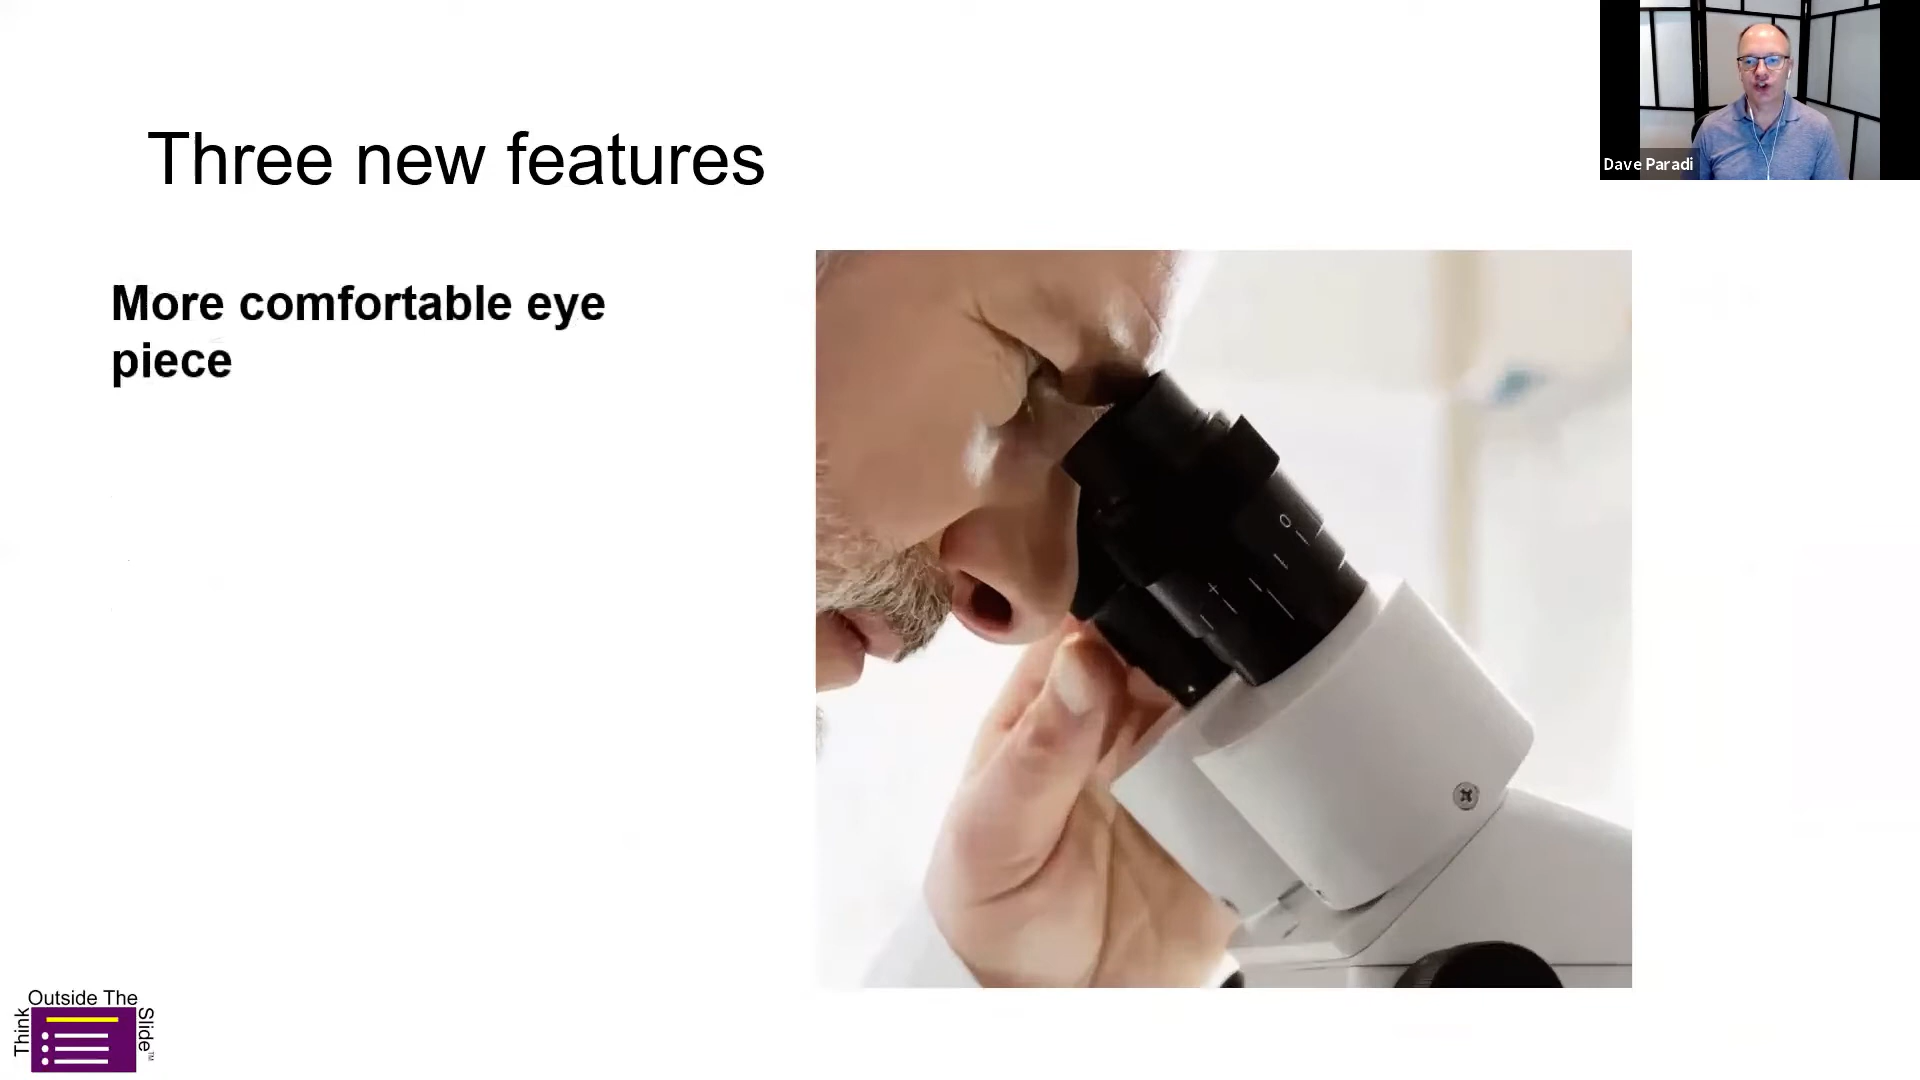 Three new features
Dave Paradi
More comfortable eye
piece
O
+
Think
Outside The
Slide™